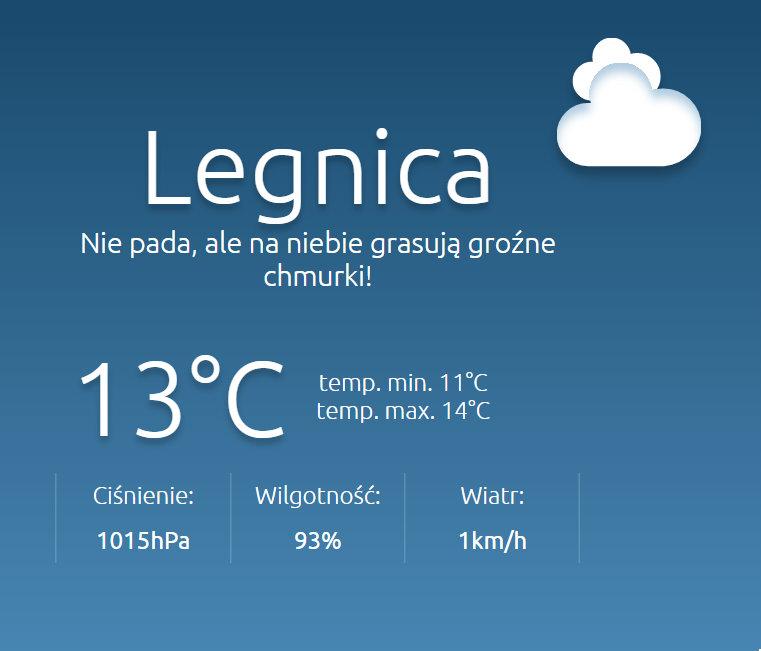 Legnica
Nie pada, ale na niebie grasują groźne
chmurki!
13°C
temp. min. 11°C
temp. max. 14°C
Ciśnienie: Wilgotność: Wiatr:
1015hPa 93% 1km/h